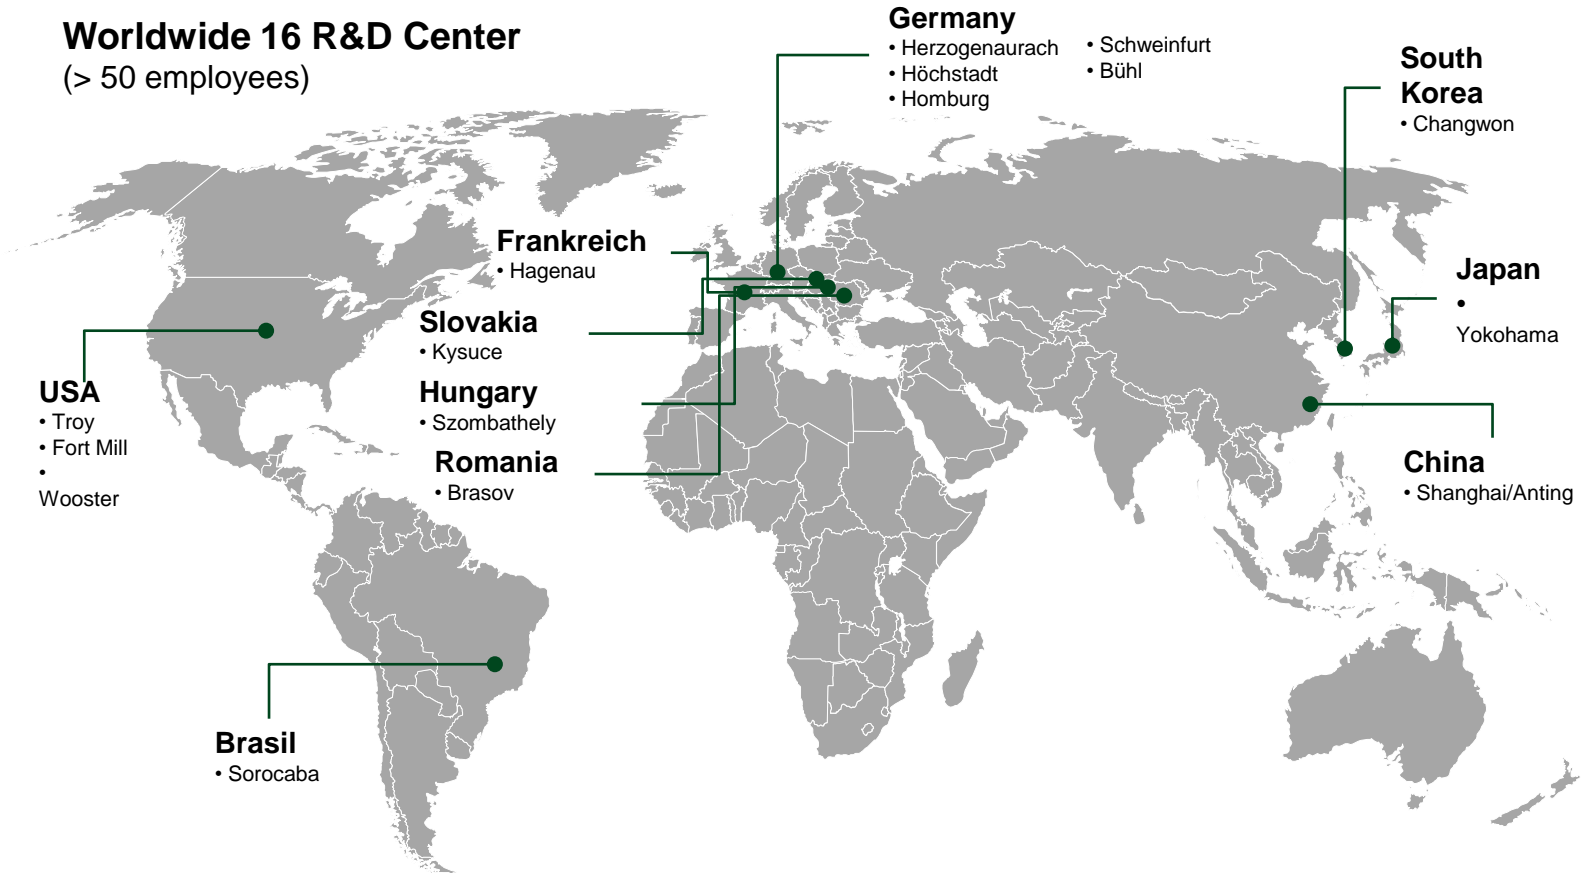 Worldwide 16 R&D Center
(> 50 employees)
Germany
• Herzogenaurach
• Höchstadt
• Homburg
• Schweinfurt
• Bühl
South
Korea
• Changwon
Frankreich
• Hagenau
Japan
•
Yokohama
Slovakia
• Kysuce
USA
• Troy
• Fort Mill
•
Wooster
Hungary
• Szombathely
Romania
• Brasov
China
• Shanghai/Anting
Brasil
• Sorocaba